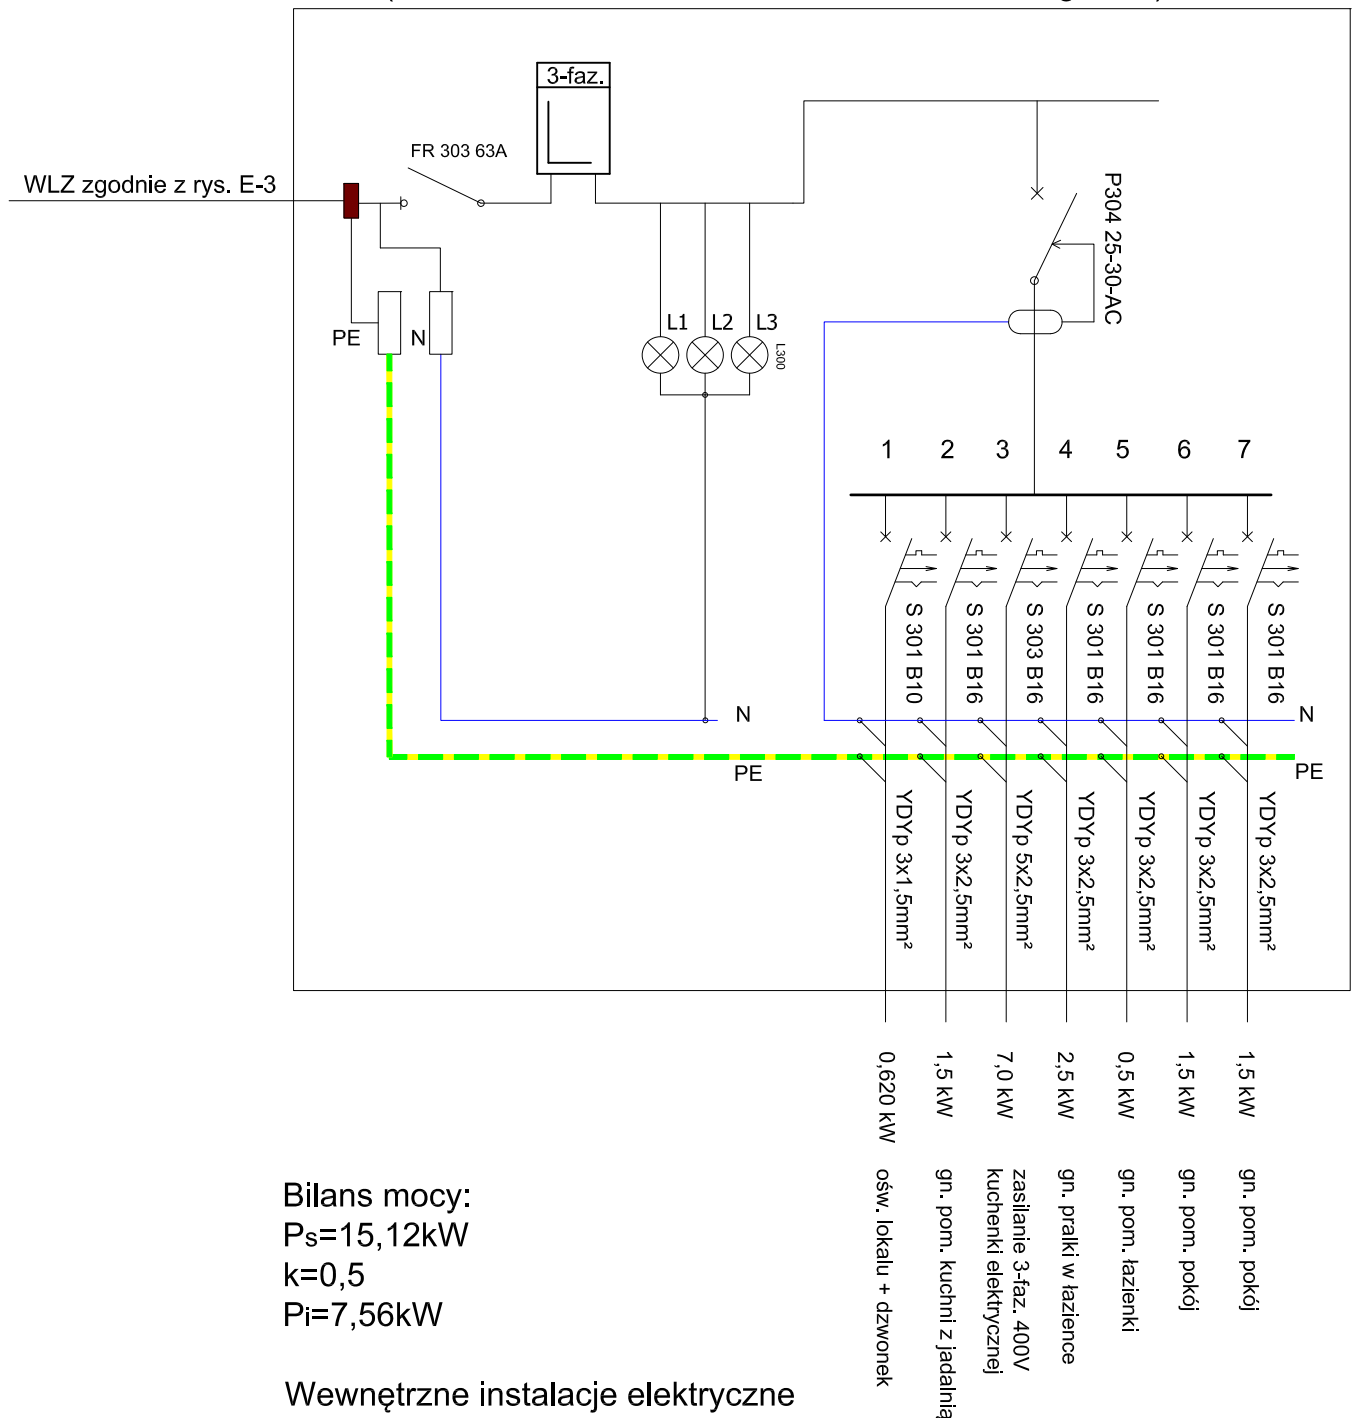 3-faz.
FR 303 63A
WLZ zgodnie z rys. E-3
P304 25-30-AC
PE
N
L1
L2
L3
L300
1
2
3
4
5
6
7
S 301 B10
S 301 B16
S 303 B16
S 301 B16
S 301 B16
S 301 B16
S 301 B16
N
N
PE
PE
YDYp 3x1,5mm²
YDYp 3x2,5mm²
YDYp 5x2,5mm²
YDYp 3x2,5mm²
YDYp 3x2,5mm²
YDYp 3x2,5mm²
YDYp 3x2,5mm²
0,620 kW
1,5 kW
7,0 kW
2,5 kW
0,5 kW
1,5 kW
1,5 kW
ośw. lokalu + dzwonek
gn. pom. kuchni z jadalnią
zasilanie 3-faz. 400V
kuchenki elektrycznej
gn. pralki w łazience
gn. pom. łazienki
gn. pom. pokój
gn. pom. pokój
Bilans mocy:
Ps=15,12kW
k=0,5
Pi=7,56kW
Wewnętrzne instalacje elektryczne